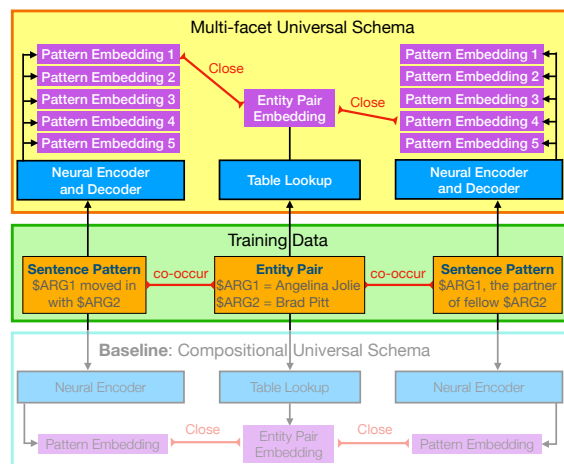 Multi-facet Universal Schema
Pattern Embedding 1
Pattern Embedding 2
Pattern Embedding 3
Pattern Embedding 4
Pattern Embedding 5
Close
Entity Pair
Embedding
Close
Pattern Embedding 1
Pattern Embedding 2
Pattern Embedding 3
Pattern Embedding 4
Pattern Embedding 5
Neural Encoder
and Decoder
Table Lookup
Neural Encoder
and Decoder
Training Data
Sentence Pattern
$ARG1 moved in
with $ARG2
co-occur
Entity Pair
$ARG1 = Angelina Jolie
$ARG2 = Brad Pitt
co-occur
Sentence Pattern
$ARG1, the partner
of fellow $ARG2
Baseline: Compositional Universal Schema
Neural Encoder
Table Lookup
Neural Encoder
Pattern Embedding
Close
Entity Pair
Embedding
Close
Pattern Embedding